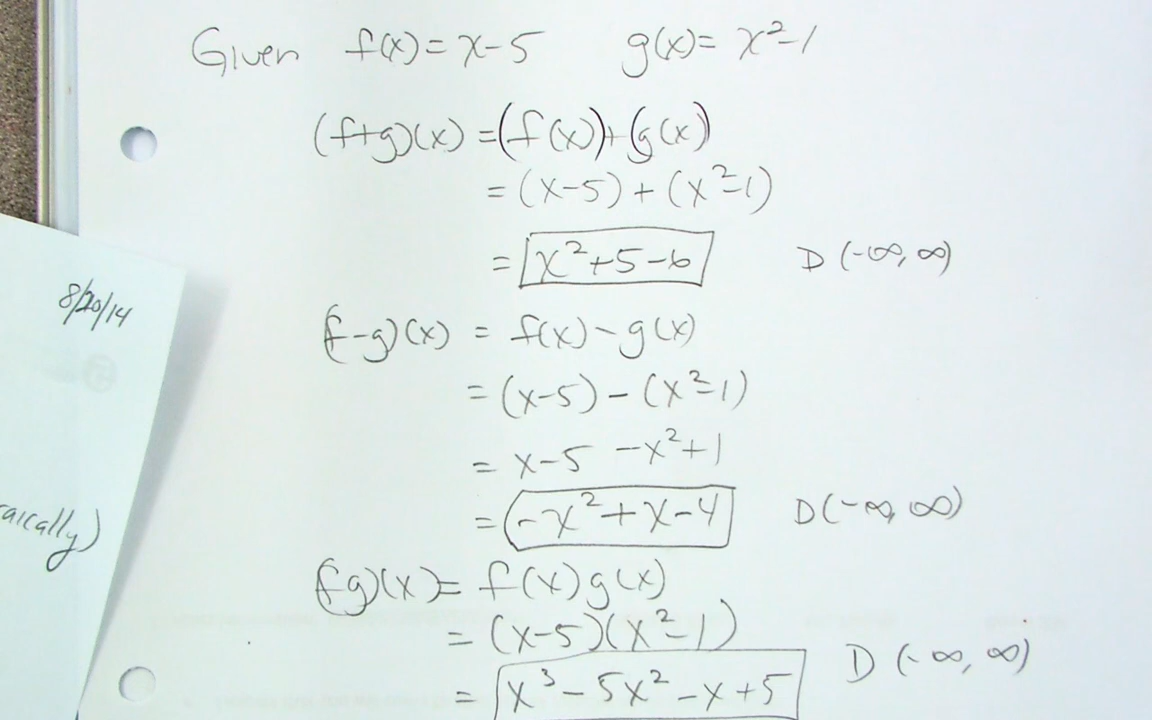 Given f(x) = x-5 g(x) = x²-1
(f+g)(x) = (f(x)) + (g(x))
= (x-5) + (x²-1)
= x²+5-6 D (-∞, ∞)
8/20/14
(f-g)(x) = f(x) - g(x)
= (x-5) - (x²-1)
= x-5 -x²+1
= -x²+x-4 D(-∞, ∞)
aically)
(fg)(x) = f(x)g(x)
= (x-5)(x²-1)
= x³-5x²-x+5 D (-∞, ∞)